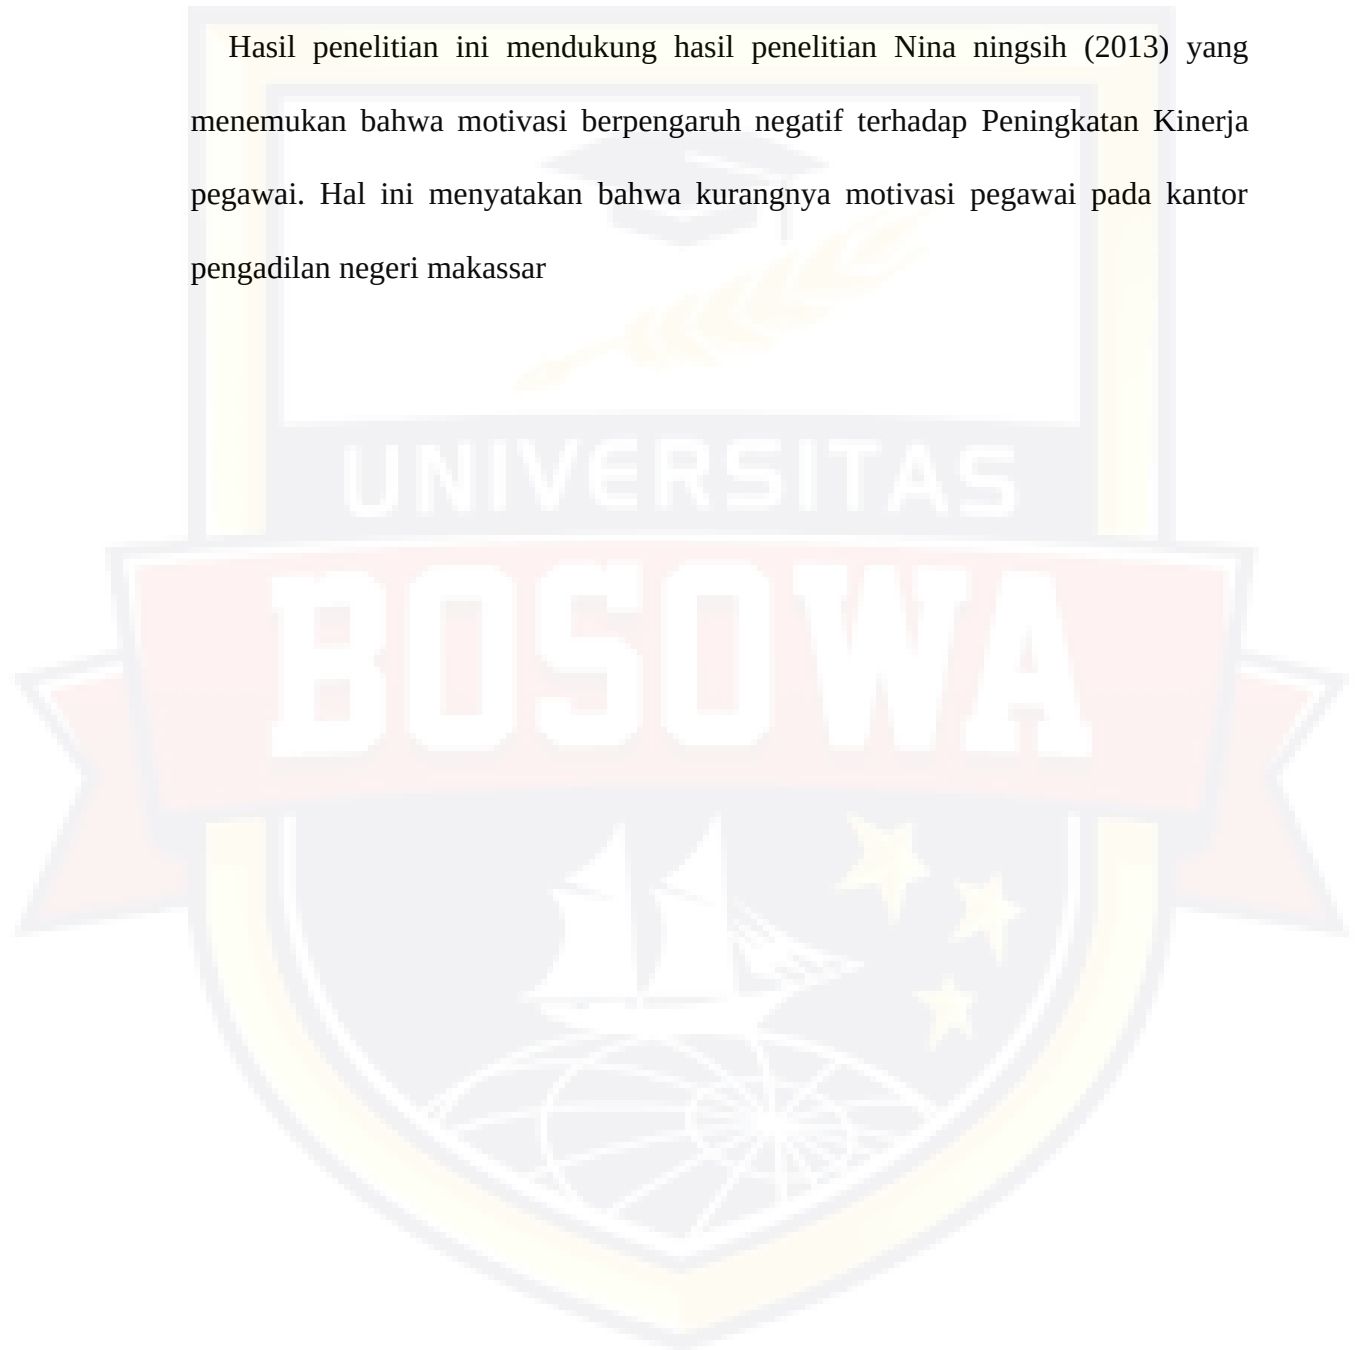 Hasil penelitian ini mendukung hasil penelitian Nina ningsih (2013) yang
menemukan bahwa motivasi berpengaruh negatif terhadap Peningkatan Kinerja
pegawai. Hal ini menyatakan bahwa kurangnya motivasi pegawai pada kantor
pengadilan negeri makassar
UNIVERSITAS
BOSOWA